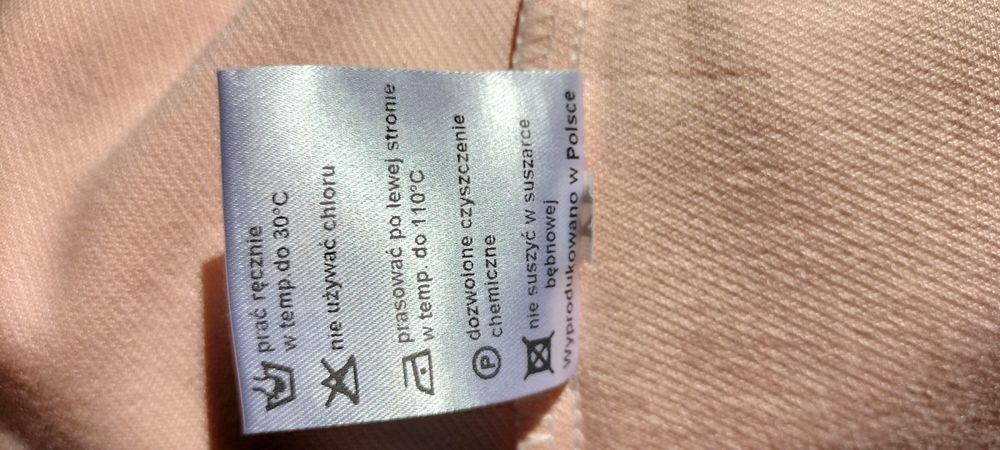 prać ręcznie
w temp.do 30°C
nie używać chloru
prasować po lewej stronie
w temp. do 110°C
P
dozwolone czyszczenie
chemiczne
nie suszyć w suszarce
bębnowej
Wyprodukowano w Polsce